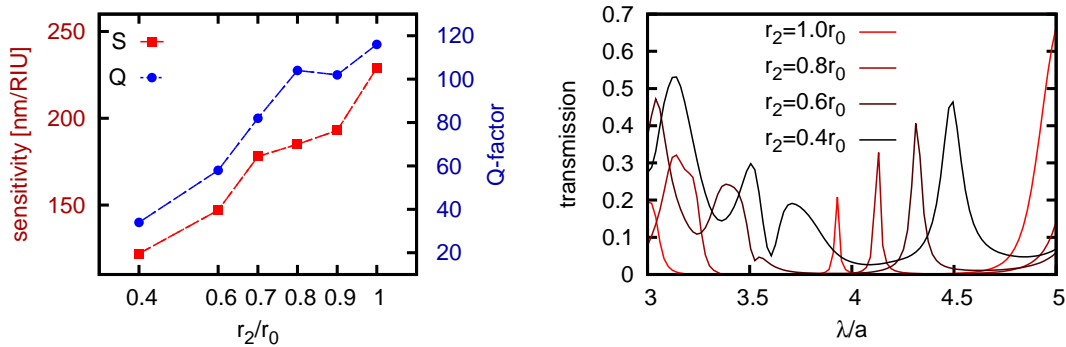 250
200
150
sensitivity [nm/RIU]
S
Q
120
100
80
60
40
20
Q-factor
0.4 0.6 0.7 0.8 0.9 1
r2/r0
0.7
0.6
0.5
0.4
0.3
0.2
0.1
0
transmission
r2=1.0r0
r2=0.8r0
r2=0.6r0
r2=0.4r0
3 3.5 4 4.5 5
λ/a